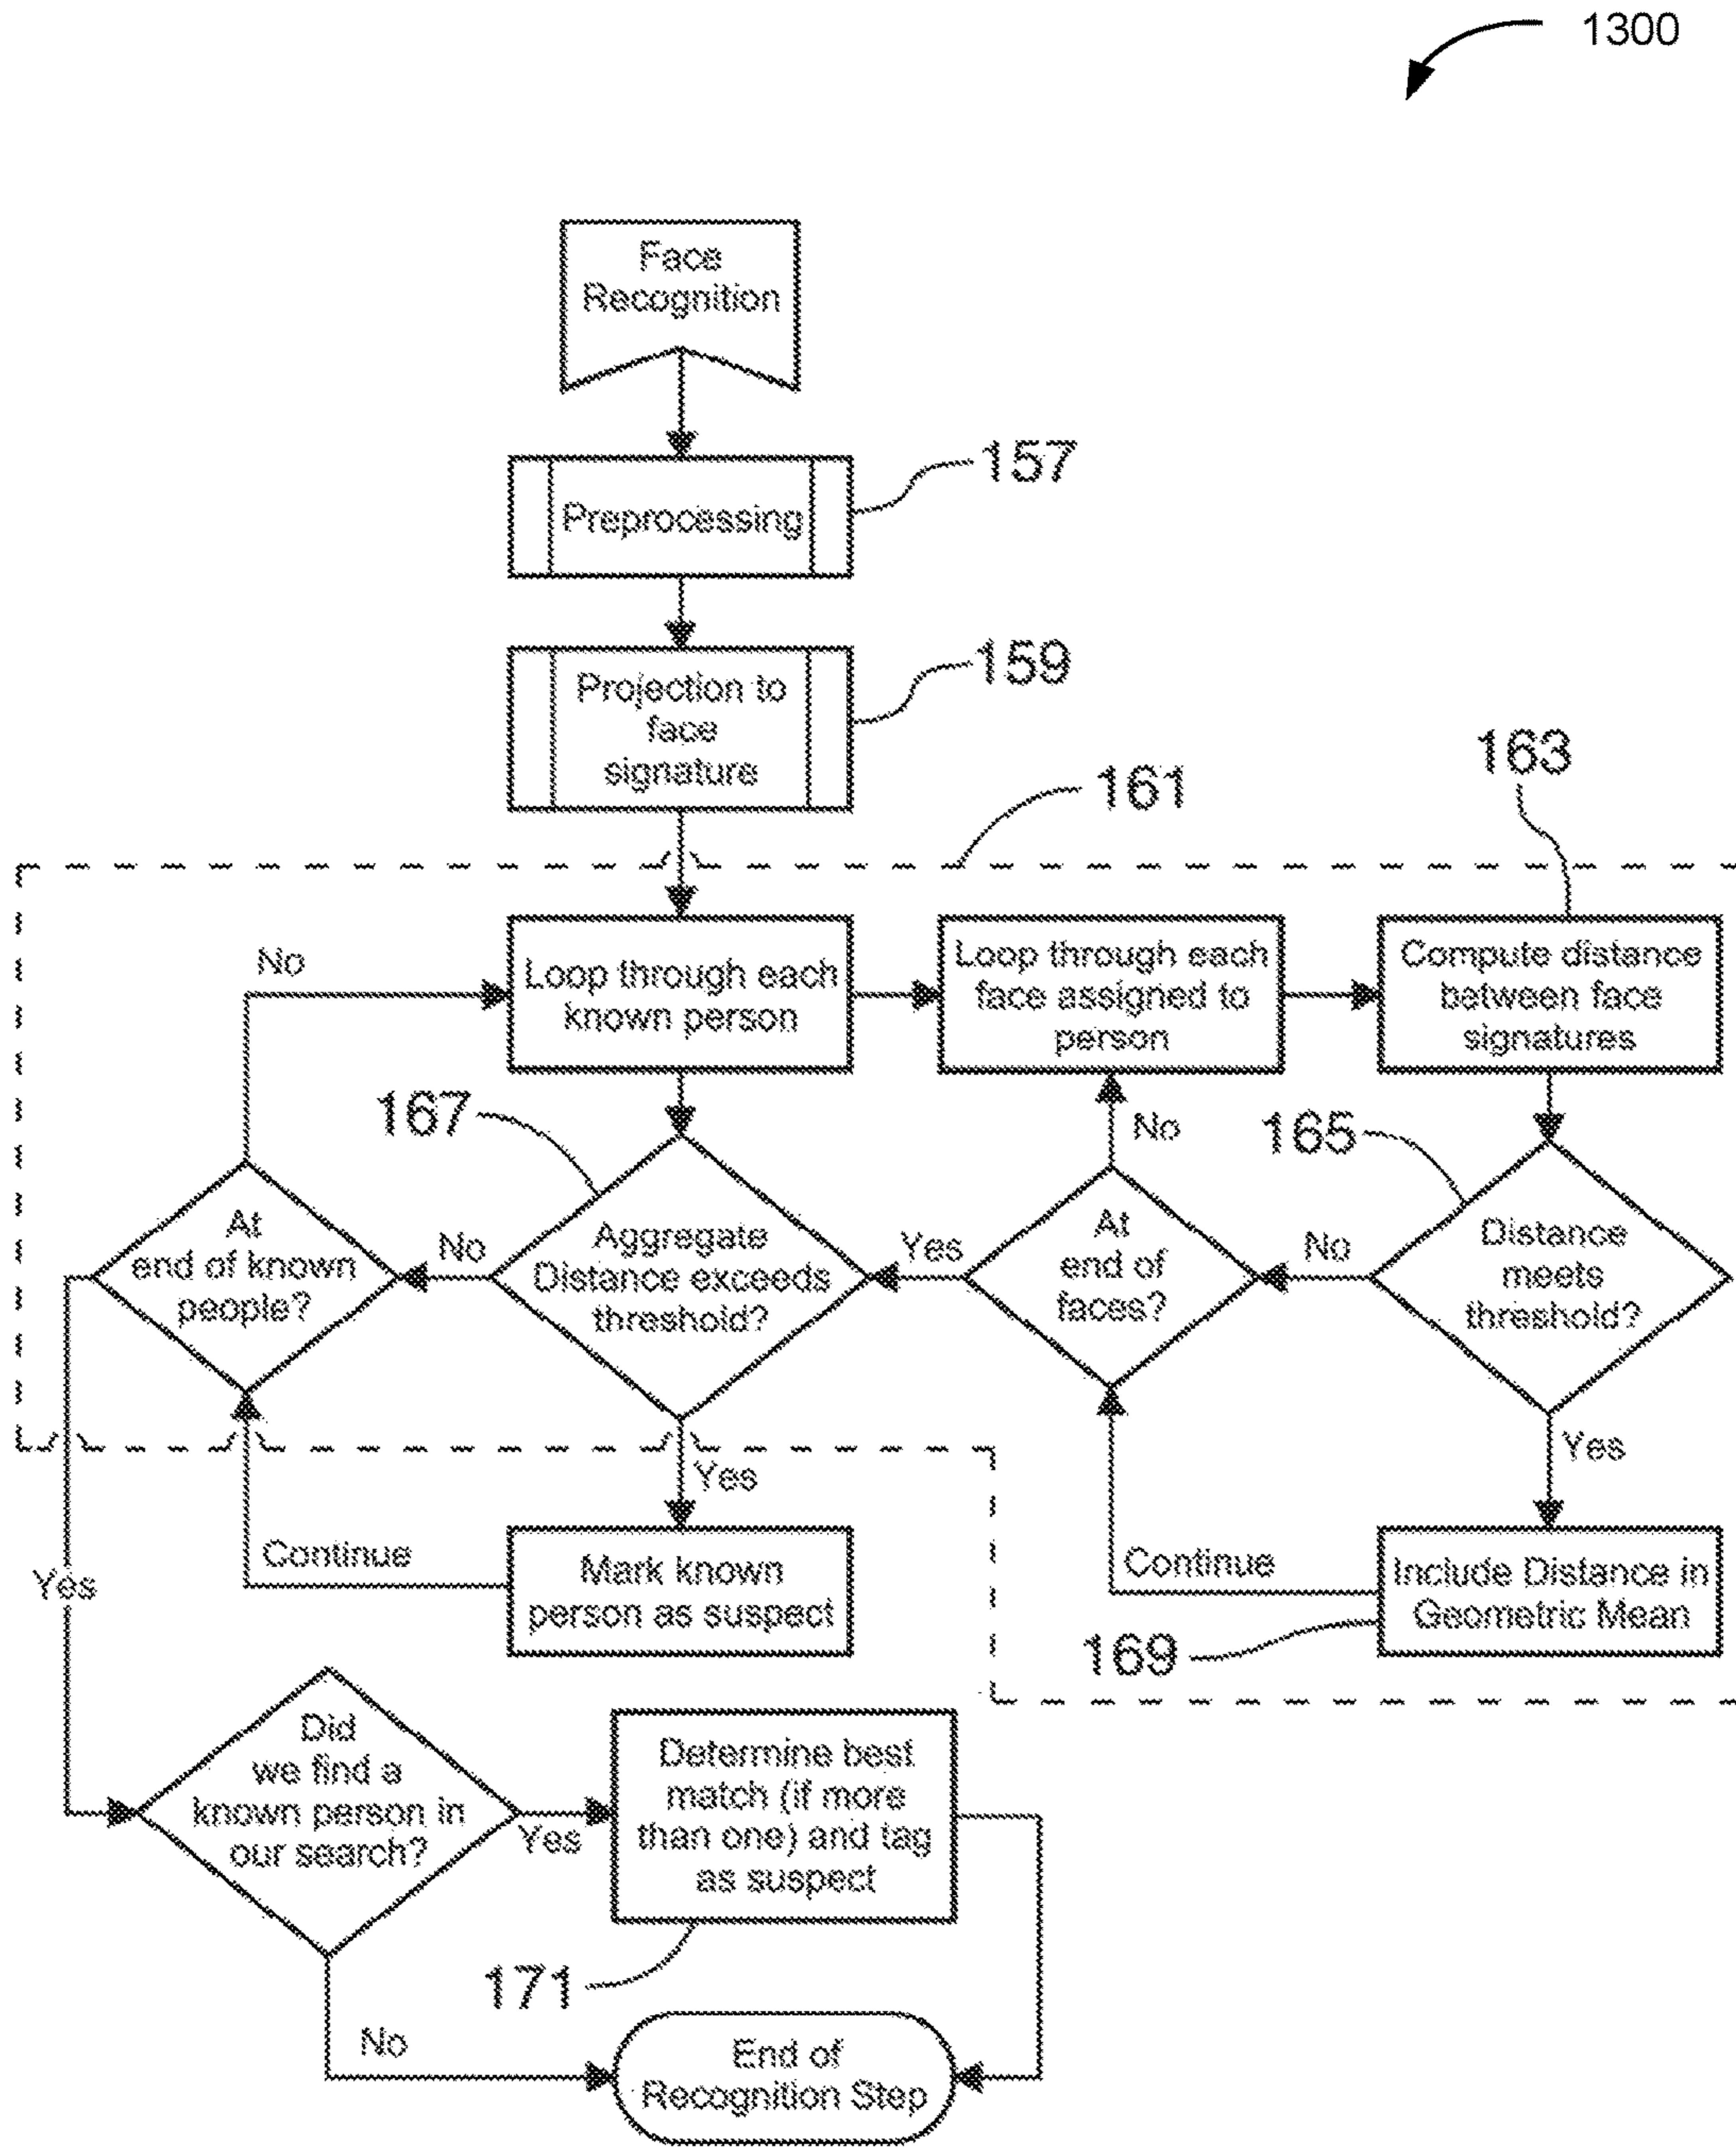 1300
Face
Recognition
157
Preprocessing
159
Projection to
face
signature
161
163
No
Loop through each
known person
Loop through each
face assigned to
person
Compute distance
between face
signatures
167
No
165
At
end of known
people?
No
Aggregate
Distance exceeds
threshold?
Yes
At
end of
faces?
No
Distance
meets
threshold?
Yes
Yes
Yes
Continue
Mark known
person as suspect
Continue
Include Distance in
Geometric Mean
169
Did
we find a
known person in
our search?
Yes
Determine best
match (if more
than one) and tag
as suspect
171
No
End of
Recognition Step